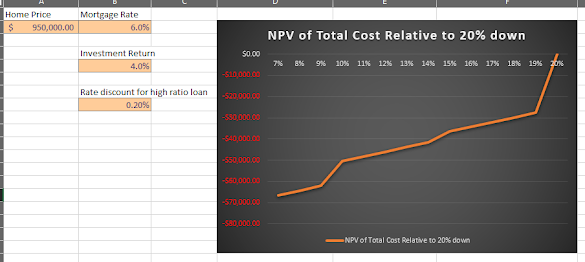 A B C D E F
Home Price Mortgage Rate
$ 950,000.00 6.0%
Investment Return
4.0%
Rate discount for high ratio loan
0.20%
NPV of Total Cost Relative to 20% down
$0.00
7% 8% 9% 10% 11% 12% 13% 14% 15% 16% 17% 18% 19% 20%
-$10,000.00
-$20,000.00
-$30,000.00
-$40,000.00
-$50,000.00
-$60,000.00
-$70,000.00
-$80,000.00
NPV of Total Cost Relative to 20% down